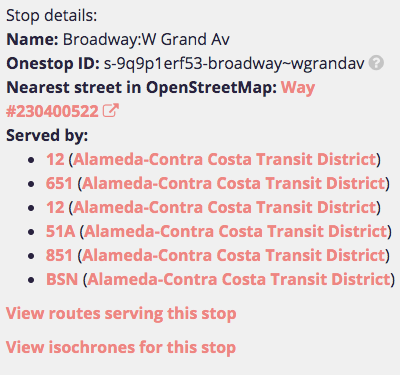 Stop details:
Name: Broadway:W Grand Av
Onestop ID: s-9q9p1erf53-broadway~wgrandav ?
Nearest street in OpenStreetMap: Way
#230400522
Served by:
• 12 (Alameda-Contra Costa Transit District)
• 651 (Alameda-Contra Costa Transit District)
• 12 (Alameda-Contra Costa Transit District)
• 51A (Alameda-Contra Costa Transit District)
• 851 (Alameda-Contra Costa Transit District)
• BSN (Alameda-Contra Costa Transit District)
View routes serving this stop
View isochrones for this stop